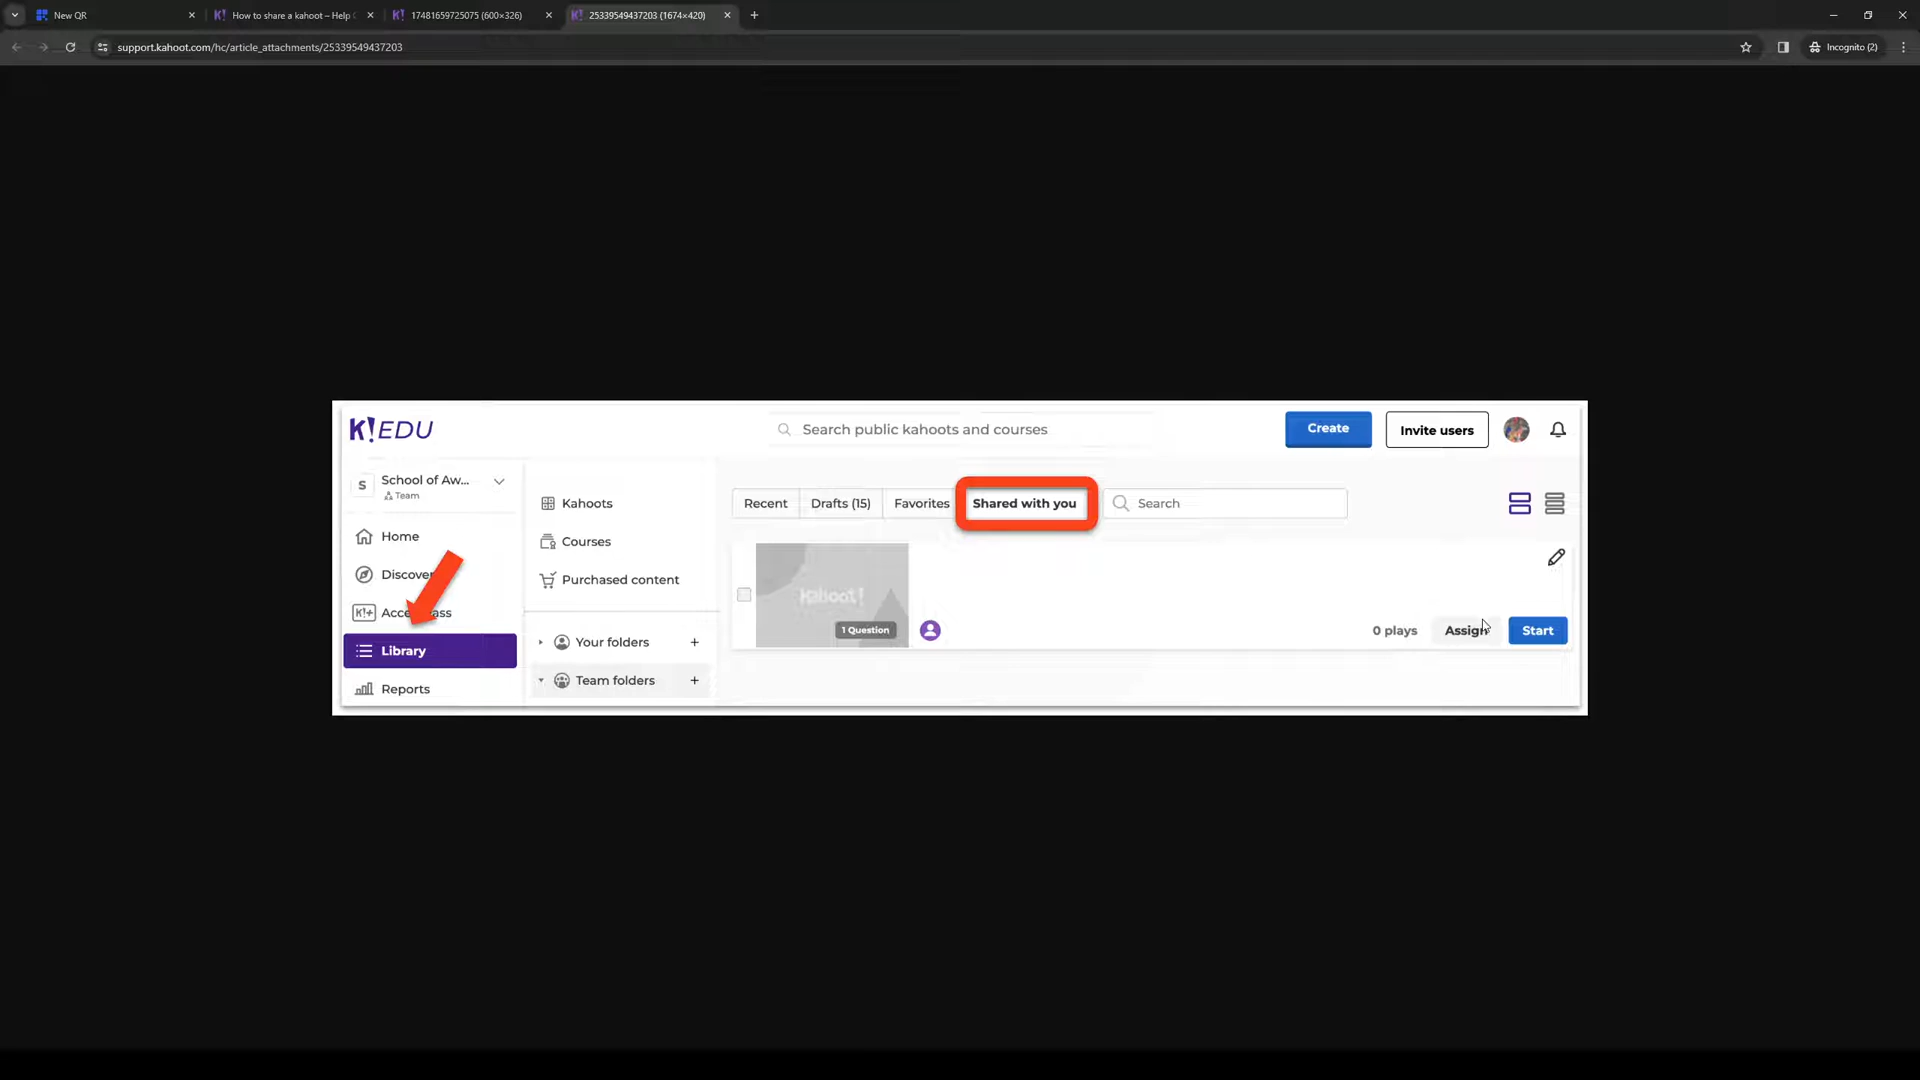 New QR
How to share a kahoot – Help C
17481659725075 (600×326)
25339549437203 (1674×420)
support.kahoot.com/hc/article_attachments/25339549437203
Incognito (2)
K!EDU
Search public kahoots and courses
Create
Invite users
S
School of Aw...
Team
Home
Discover
K!+
Library
Reports
Kahoots
Courses
Purchased content
Your folders
Team folders
Recent
Drafts (15)
Favorites
Shared with you
Search
Kahoot!
1 Question
0 plays
Assign
Start